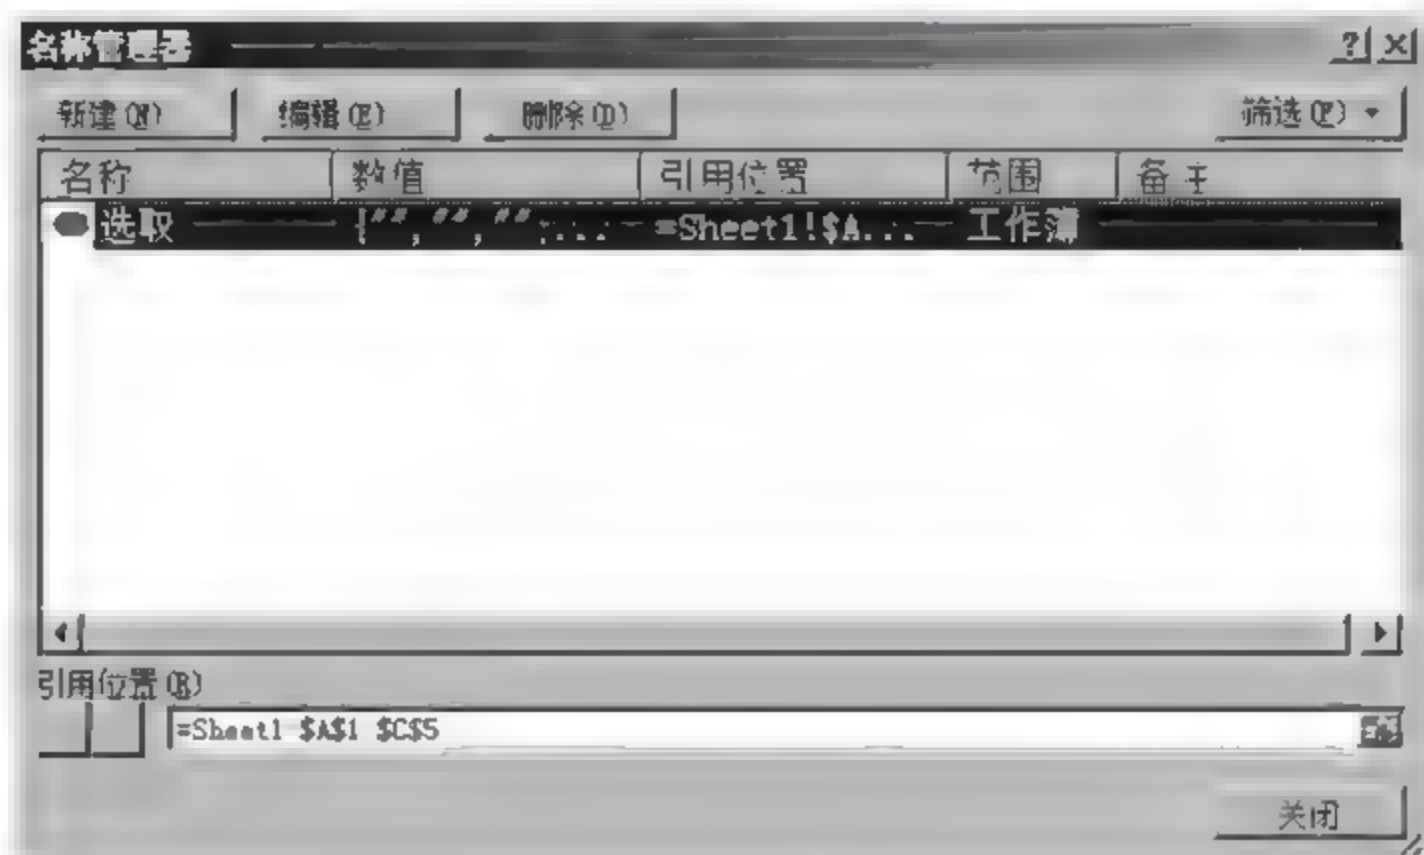 名称管理器
新建(N) 编辑(E) 删除(D) 筛选(F)
名称 数值 引用位置 范围 备注
选取 {"","","";... =Sheet1!$A... 工作簿
引用位置(R)
=Sheet1 $A$1 $C$5
关闭